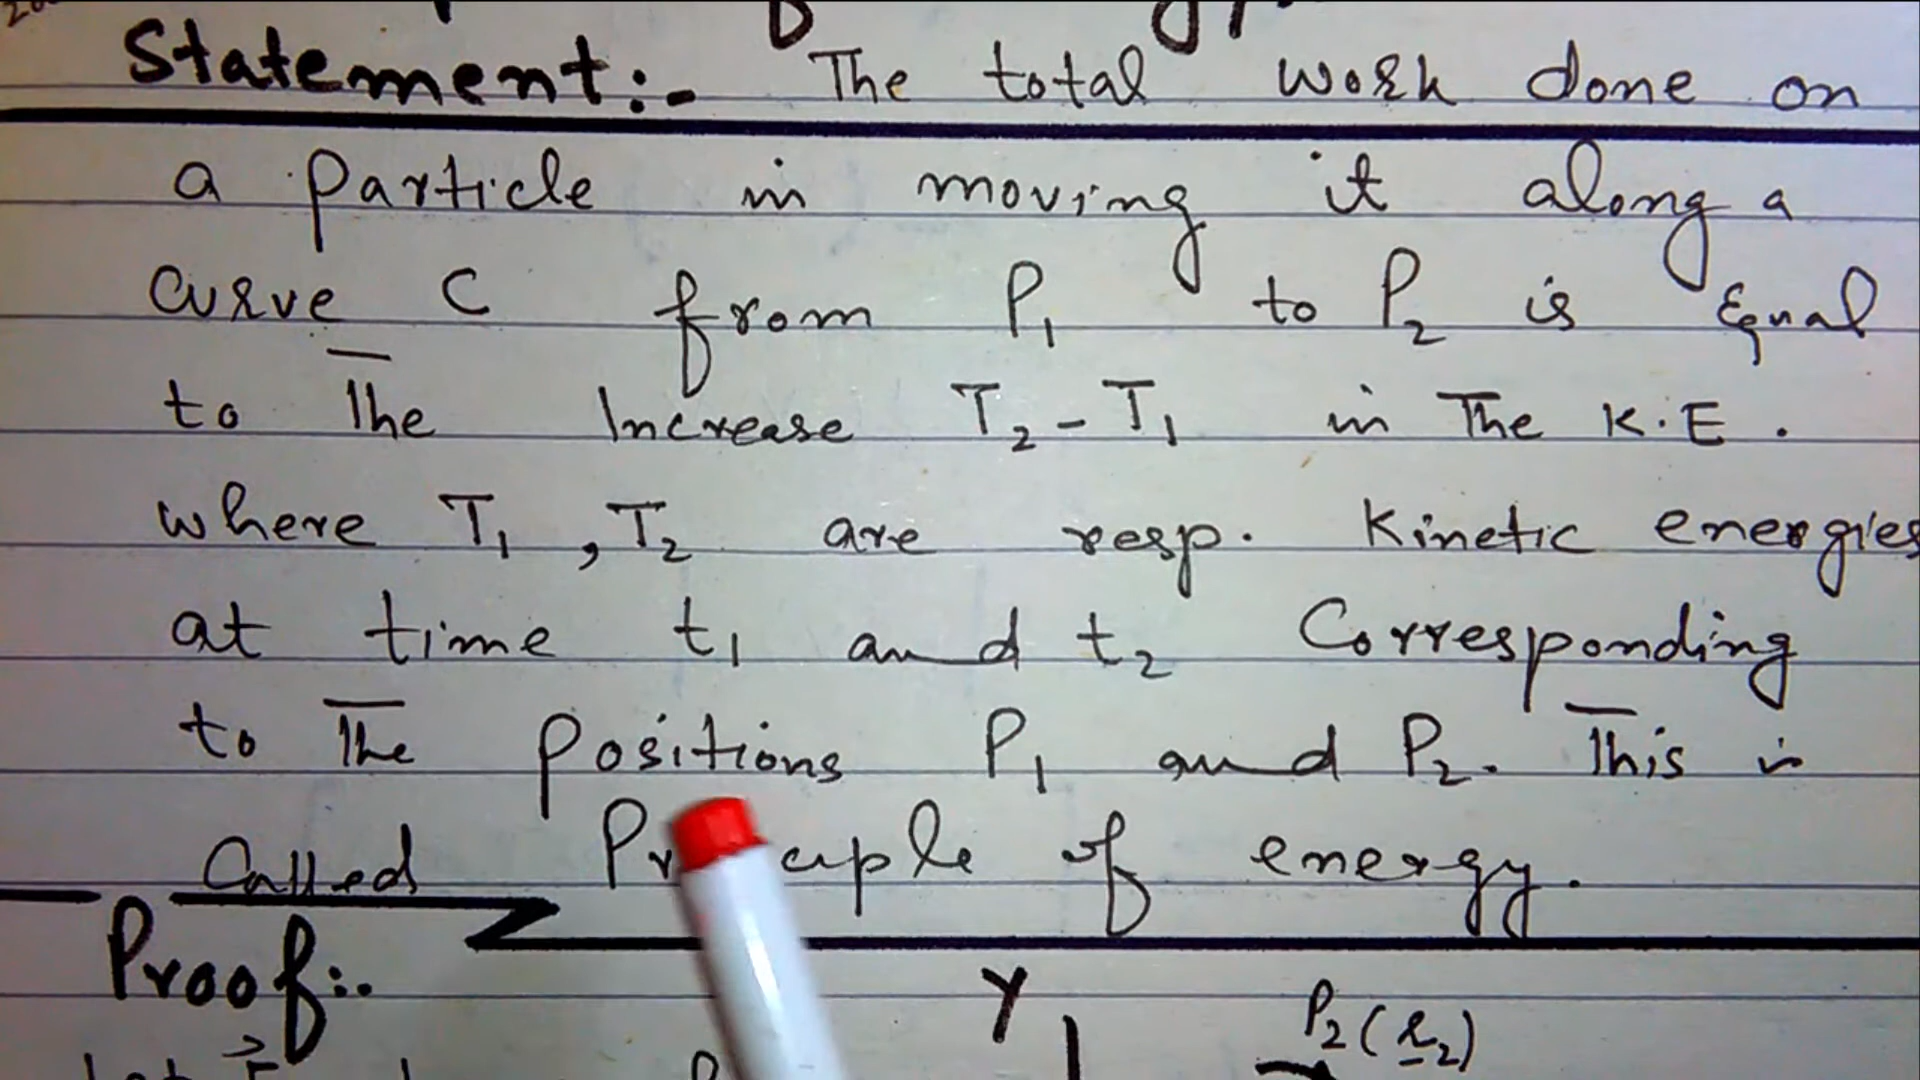 Statement:- The total work done on
a particle in moving it along a
curve C from P₁ to P₂ is Equal
to The Increase T₂-T₁ in The K.E.
where T₁, T₂ are resp. Kinetic energies
at time t₁ and t₂ Corresponding
to The positions P₁ and P₂. This is
Called of energy.
Proof:.
Y P₂(r₂)